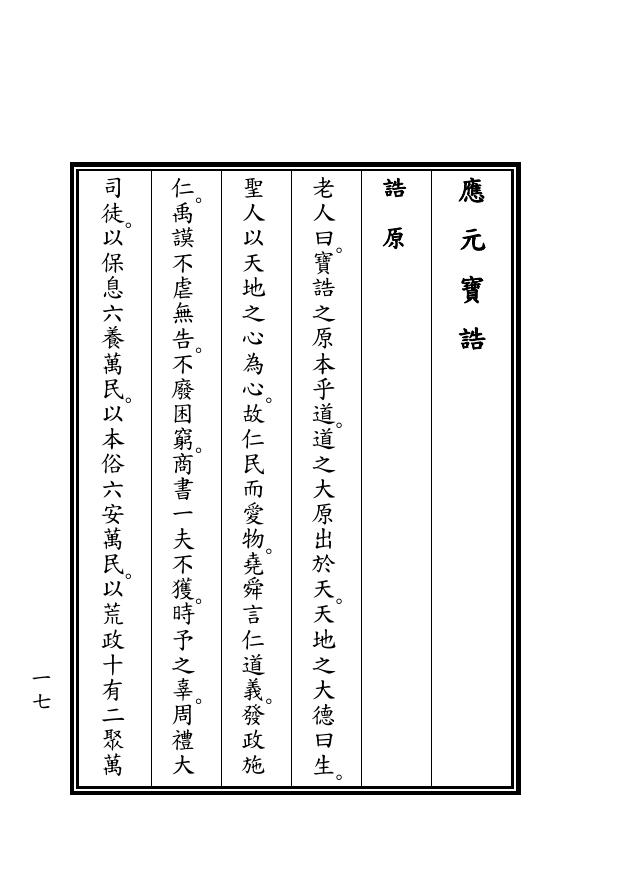 應元寶誥
誥原
老人曰。寶誥之原本乎道。道之大原出於天。天地之大德曰生。
聖人以天地之心為心。故仁民而愛物。堯舜言仁道義。發政施
仁。禹謨不虐無告。不廢困窮。商書一夫不獲。時予之辜。周禮大
司徒。以保息六養萬民。以本俗六安萬民。以荒政十有二聚萬
一七